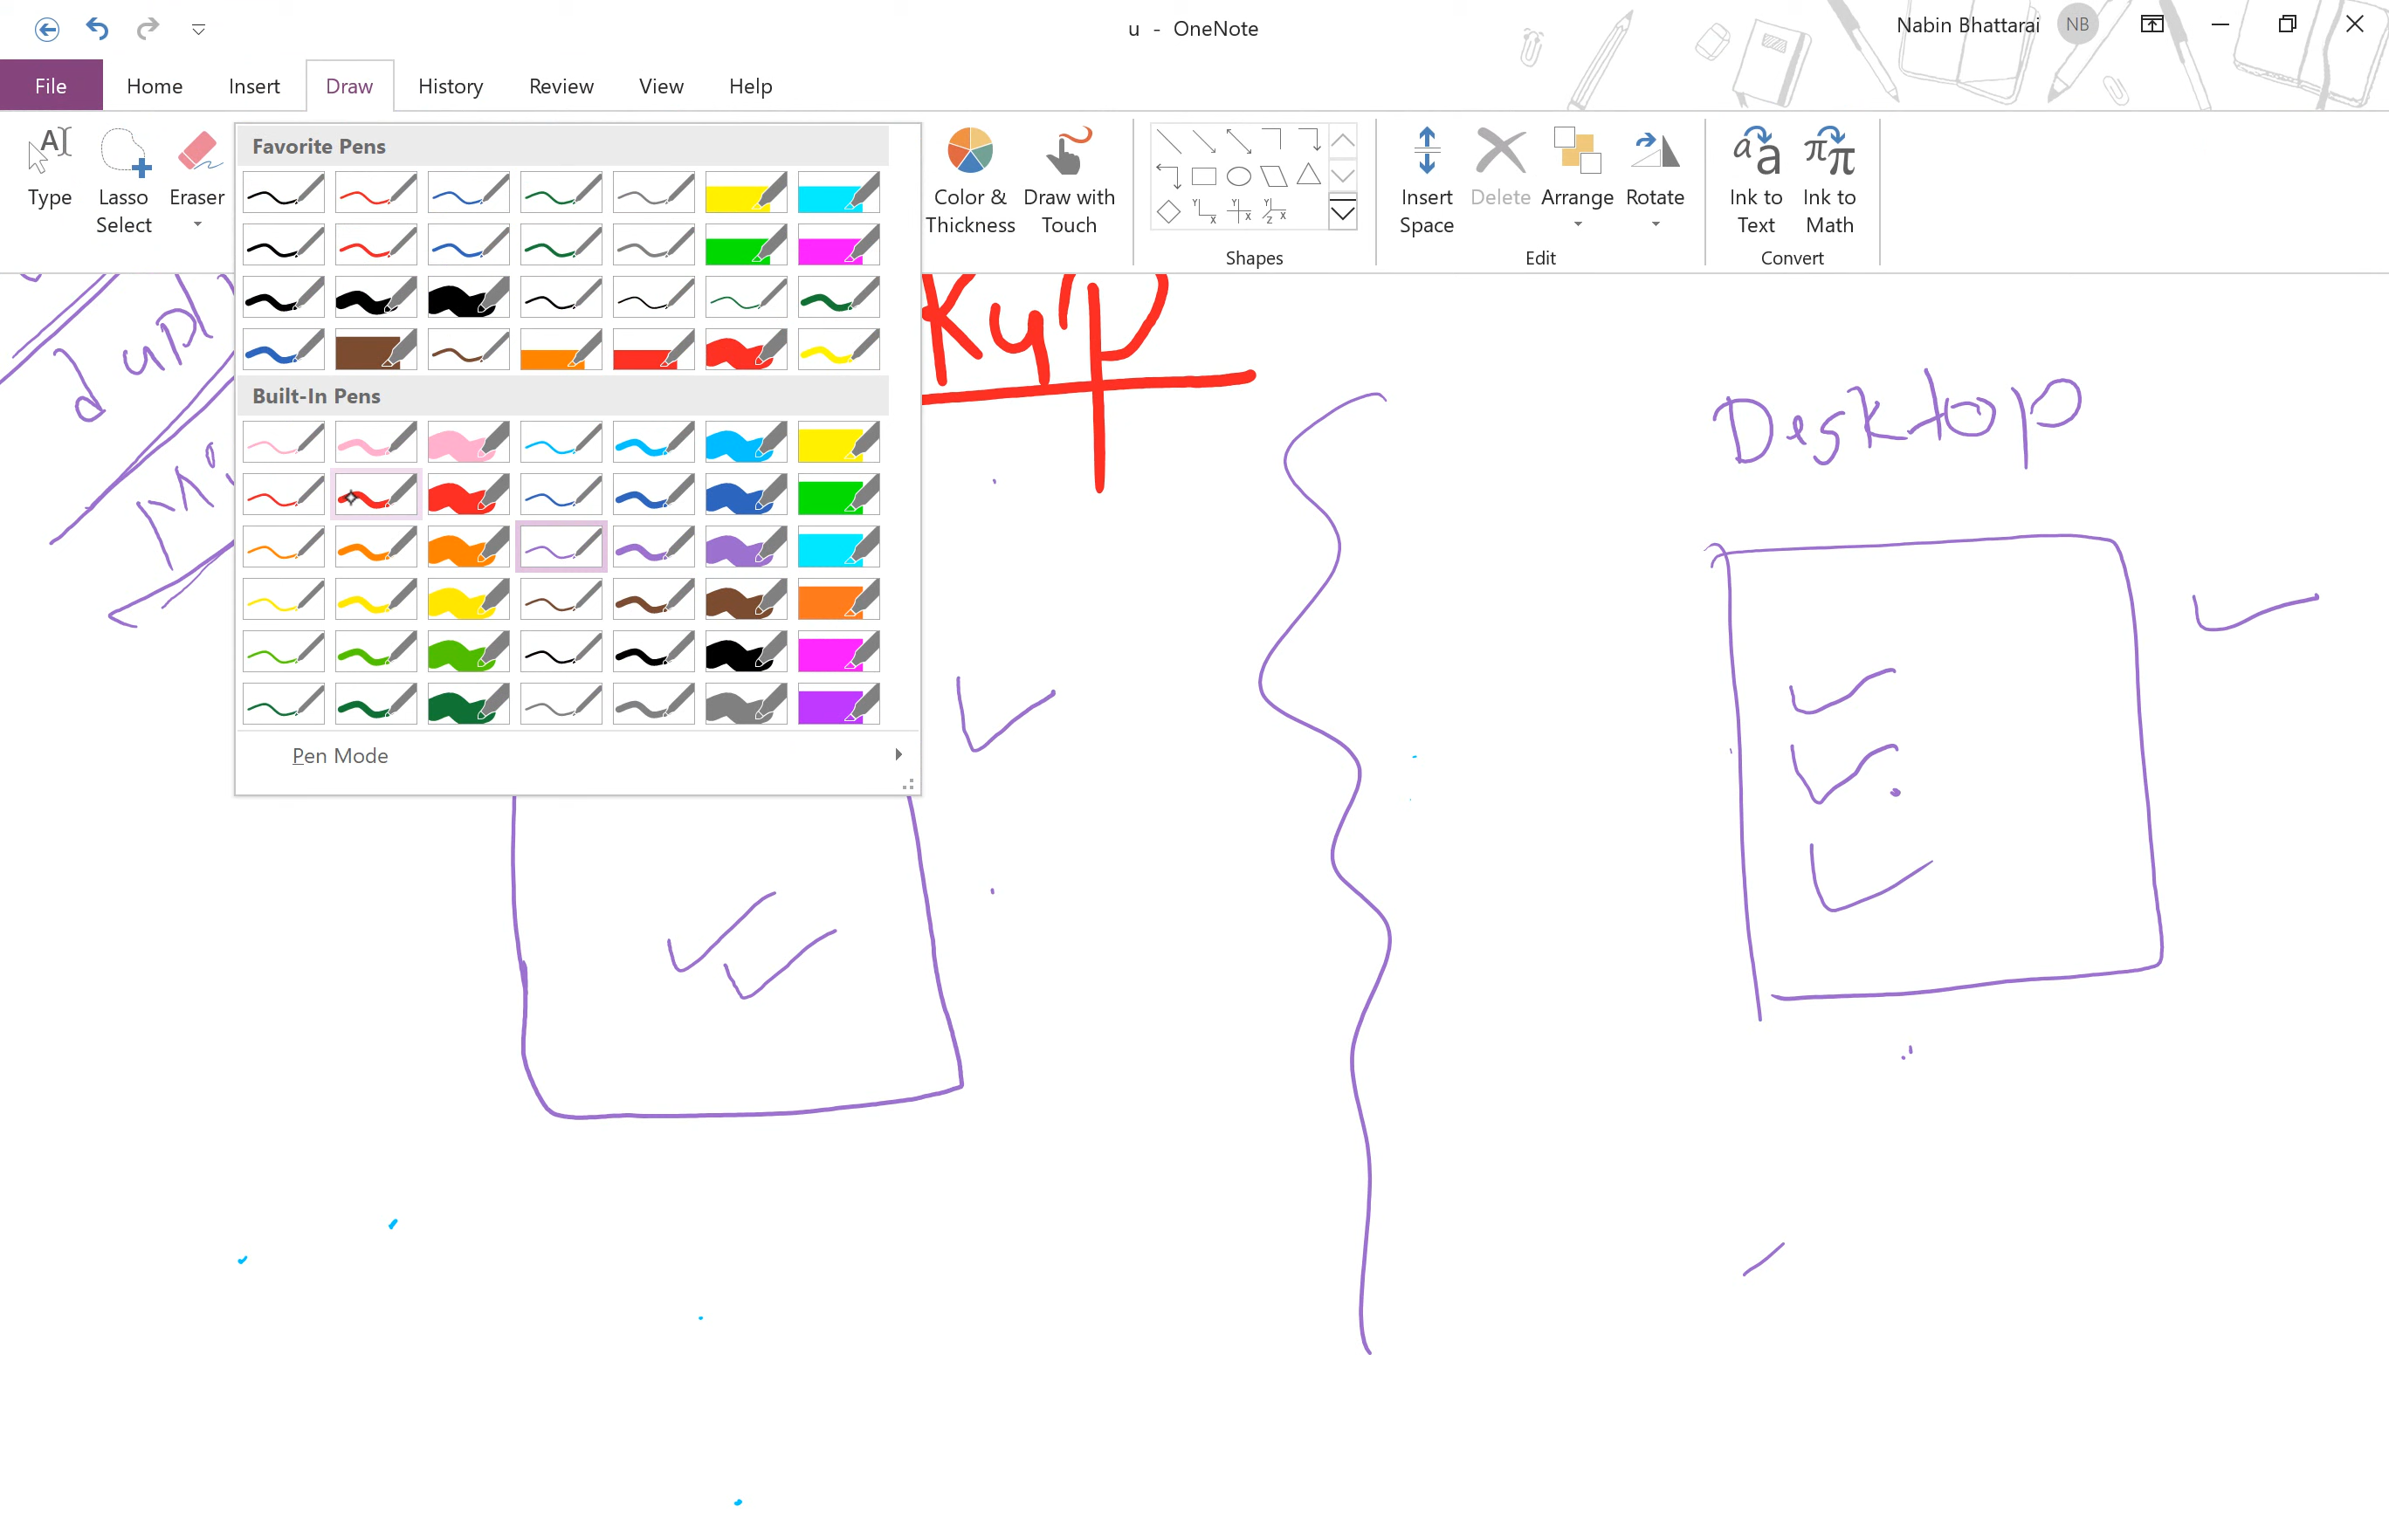 u - OneNote
Nabin Bhattarai NB
File Home Insert Draw History Review View Help
Type
Lasso Select
Eraser
Favorite Pens
Built-In Pens
Pen Mode
Color & Thickness
Draw with Touch
Shapes
Insert Space
Delete
Arrange
Rotate
Edit
Ink to Text
Ink to Math
Convert
Desktop